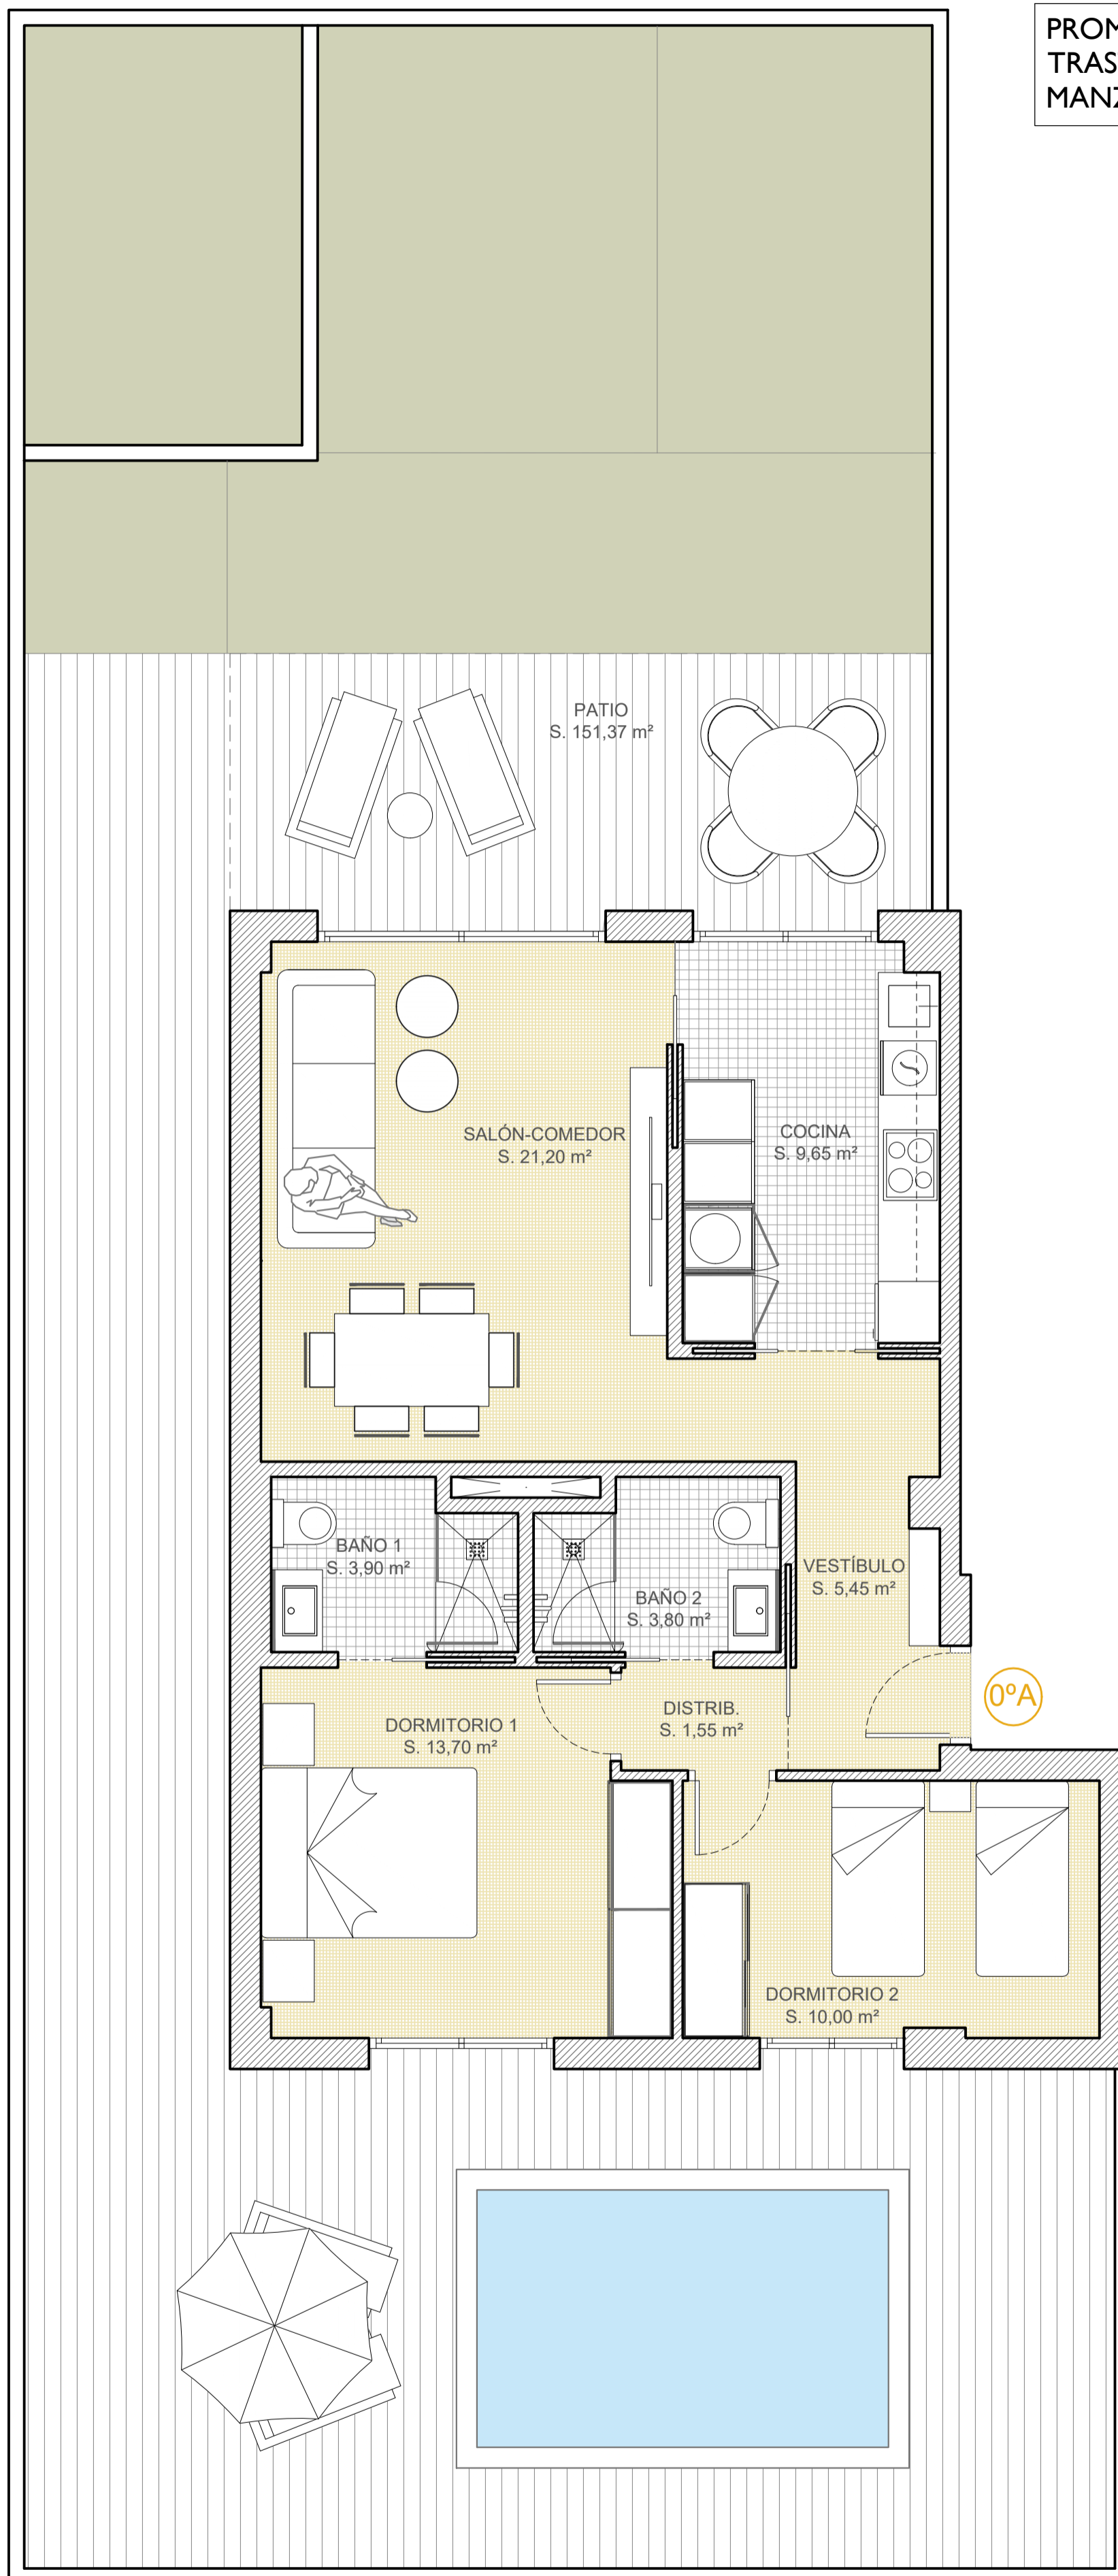 PROM
TRAS
MANZ
PATIO
S. 151,37 m²
SALÓN-COMEDOR
S. 21,20 m²
COCINA
S. 9,65 m²
BAÑO 1
S. 3,90 m²
BAÑO 2
S. 3,80 m²
VESTÍBULO
S. 5,45 m²
0ºA
DISTRIB.
S. 1,55 m²
DORMITORIO 1
S. 13,70 m²
DORMITORIO 2
S. 10,00 m²